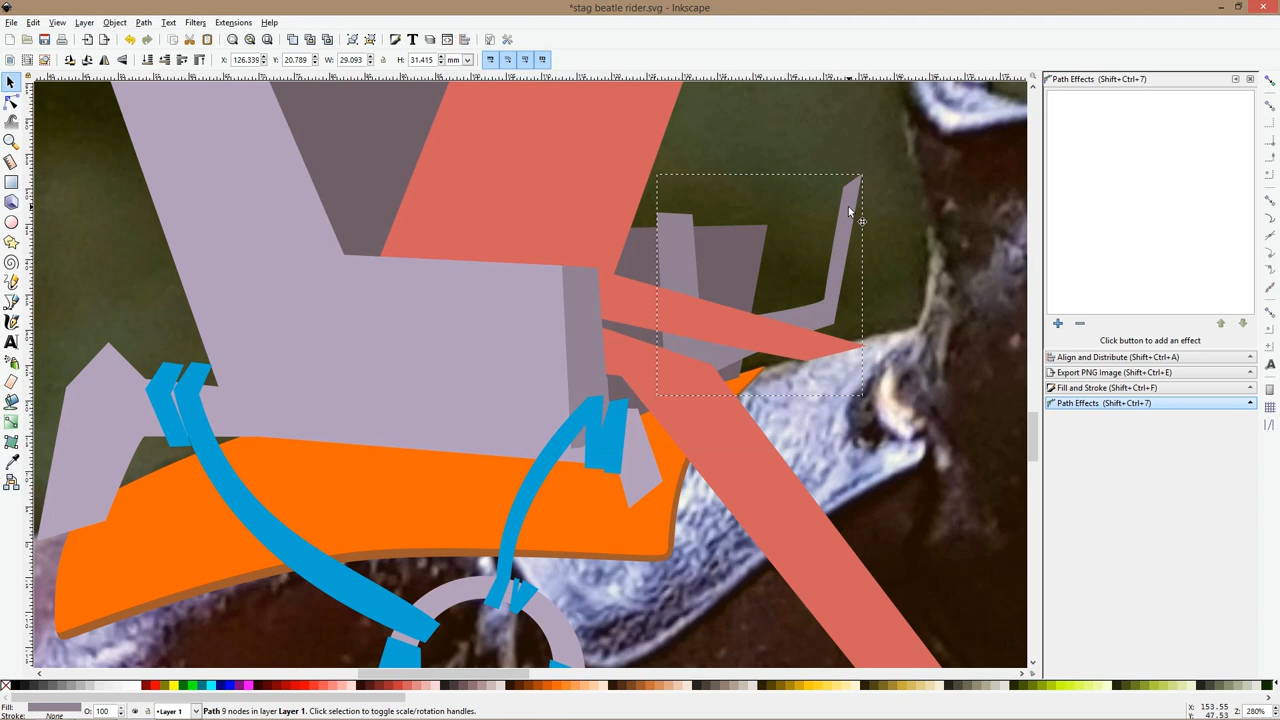 *stag beatle rider.svg - Inkscape
File Edit View Layer Object Path Text Filters Extensions Help
X: 126.339 Y: 20.789 W: 29.093 H: 31.415 mm
Path Effects (Shift+Ctrl+7)
Click button to add an effect
Align and Distribute (Shift+Ctrl+A)
Export PNG Image (Shift+Ctrl+E)
Fill and Stroke (Shift+Ctrl+F)
Path Effects (Shift+Ctrl+7)
Fill: O: 100 •Layer 1 Path 9 nodes in layer Layer 1. Click selection to toggle scale/rotation handles. X: 153.55 Z: 280%
Stroke: None Y: 47.53